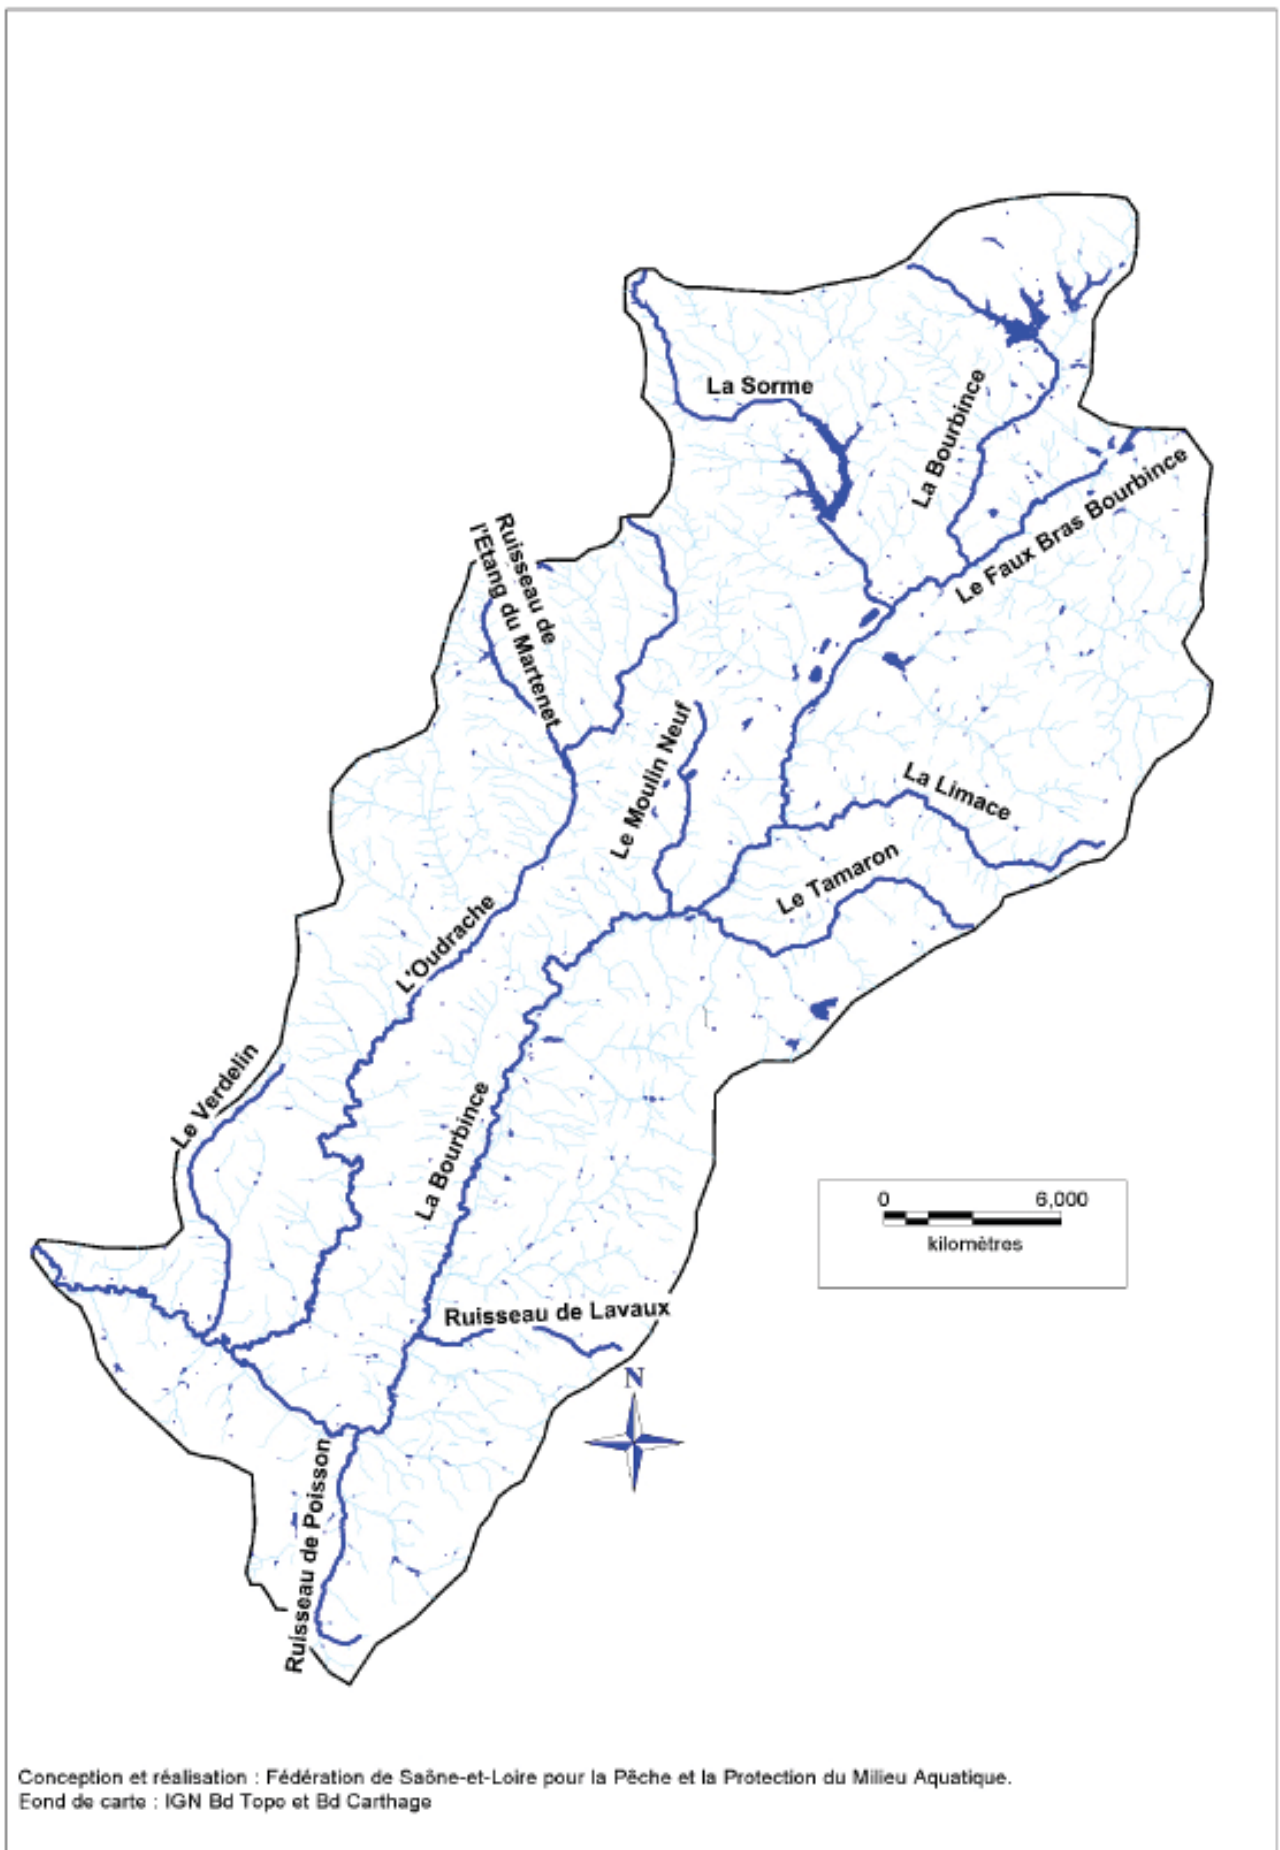 La Sorme
La Bourbince
Le Faux Bras Bourbince
Ruisseau de
l'Etang du Martenet
Le Moulin Neuf
La Limace
Le Tamaron
L'Oudrache
Le Verdelin
La Bourbince
0 6,000
kilomètres
Ruisseau de Lavaux
N
Ruisseau de Poisson
Conception et réalisation : Fédération de Saône-et-Loire pour la Pêche et la Protection du Milieu Aquatique.
Fond de carte : IGN Bd Topo et Bd Carthage